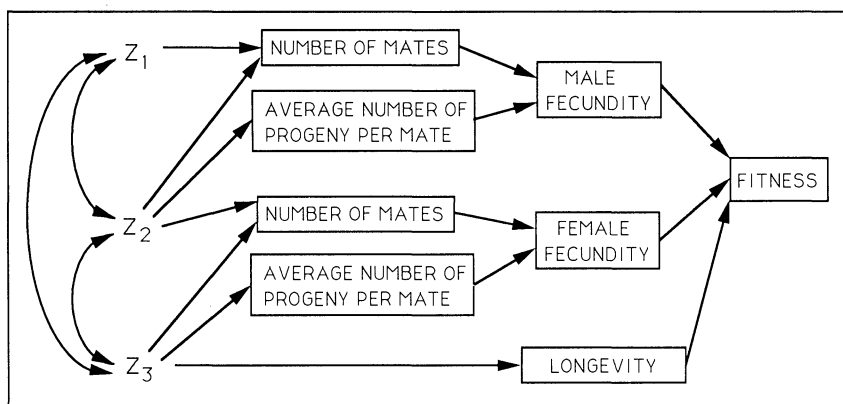 Z1
NUMBER OF MATES
MALE
FECUNDITY
AVERAGE NUMBER OF
PROGENY PER MATE
FITNESS
Z2
NUMBER OF MATES
FEMALE
FECUNDITY
AVERAGE NUMBER OF
PROGENY PER MATE
Z3
LONGEVITY